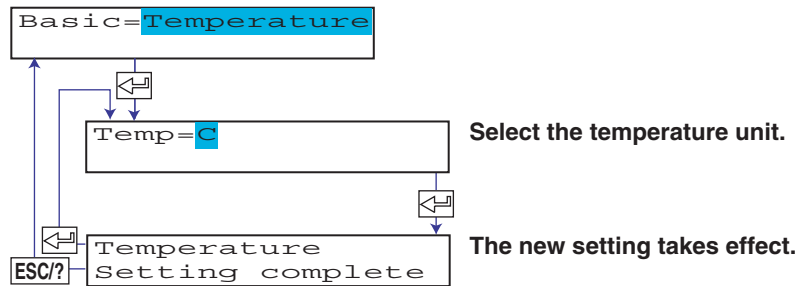 Basic=Temperature
Temp=C
Select the temperature unit.
Temperature
Setting complete
The new setting takes effect.
ESC/?